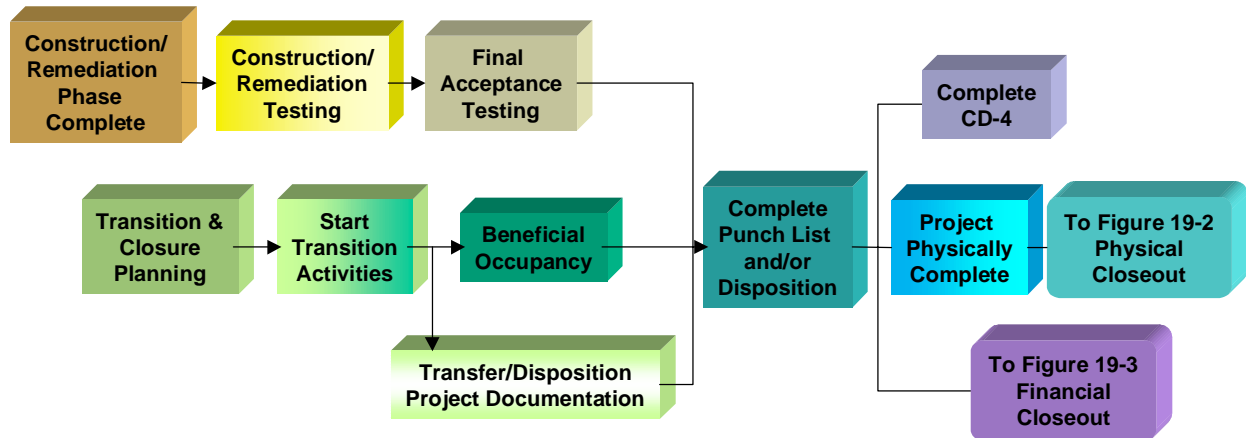 Construction/
Remediation
Phase
Complete
Construction/
Remediation
Testing
Final
Acceptance
Testing
Complete
CD-4
Transition &
Closure
Planning
Start
Transition
Activities
Beneficial
Occupancy
Complete
Punch List
and/or
Disposition
Project
Physically
Complete
To Figure 19-2
Physical
Closeout
Transfer/Disposition
Project Documentation
To Figure 19-3
Financial
Closeout